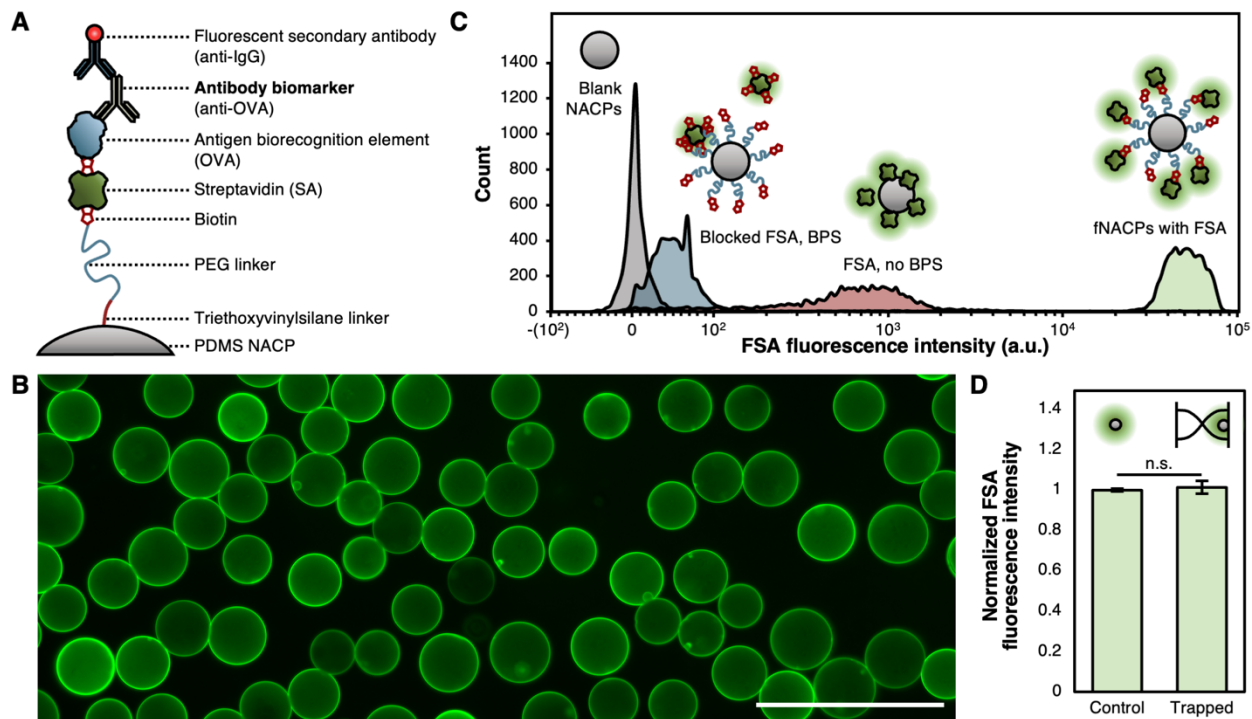 A
Fluorescent secondary antibody
(anti-IgG)
Antibody biomarker
(anti-OVA)
Antigen biorecognition element
(OVA)
Streptavidin (SA)
Biotin
PEG linker
Triethoxyvinylsilane linker
PDMS NACP
C
Count
1400
1200
1000
800
600
400
200
0
Blank
NACPs
Blocked FSA, BPS
FSA, no BPS
fNACPs with FSA
-(10²)
0
10²
10³
10⁴
10⁵
FSA fluorescence intensity (a.u.)
B
D
Normalized FSA
fluorescence intensity
1.4
1.2
1
0.8
0.6
0.4
0.2
0
n.s.
Control
Trapped